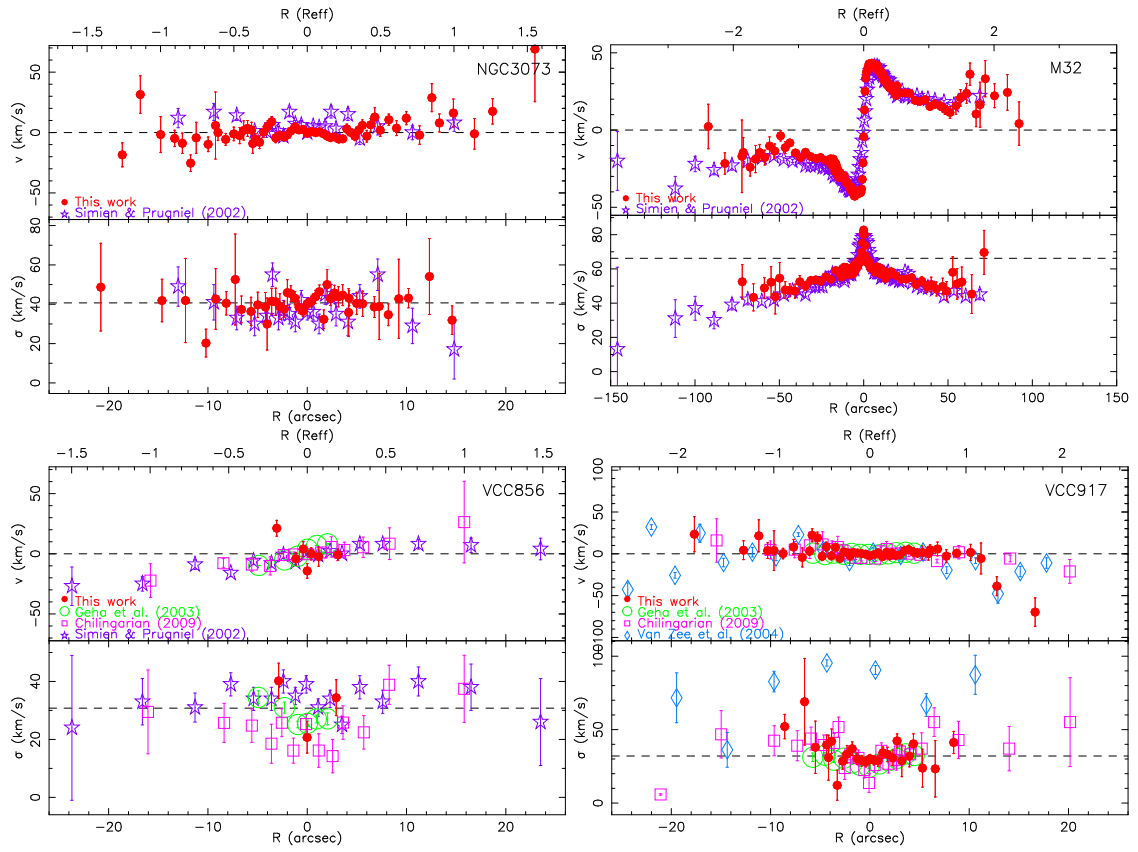 R (Reff)
−1.5 −1 −0.5 0 0.5 1 1.5
NGC3073
v (km/s)
50
0
−50
This work
Simien & Prugniel (2002)
σ (km/s)
80
60
40
20
0
−20 −10 0 10 20
R (arcsec)
R (Reff)
−2 0 2
M32
v (km/s)
50
0
−50
This work
Simien & Prugniel (2002)
σ (km/s)
80
60
40
20
0
−150 −100 −50 0 50 100 150
R (arcsec)
R (Reff)
−1.5 −1 −0.5 0 0.5 1 1.5
VCC856
v (km/s)
50
0
−50
This work
Geha et al. (2003)
Chilingarian (2009)
Simien & Prugniel (2002)
σ (km/s)
40
20
0
−20 −10 0 10 20
R (arcsec)
R (Reff)
−2 −1 0 1 2
VCC917
v (km/s)
100
50
0
−50
100
This work
Geha et al. (2003)
Chilingarian (2009)
Van Zee et al. (2004)
σ (km/s)
100
50
0
−20 −10 0 10 20
R (arcsec)